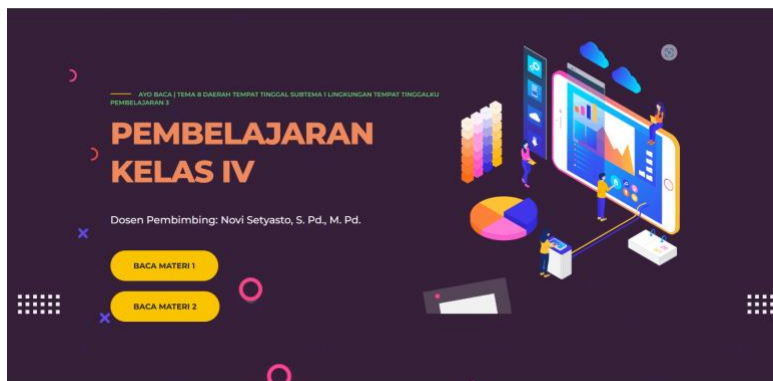 AYO BACA | TEMA 8 DAERAH TEMPAT TINGGAL SUBTEMA 1 LINGKUNGAN TEMPAT TINGGALKU
PEMBELAJARAN 3
PEMBELAJARAN
KELAS IV
Dosen Pembimbing: Novi Setyasto, S. Pd., M. Pd.
BACA MATERI 1
BACA MATERI 2